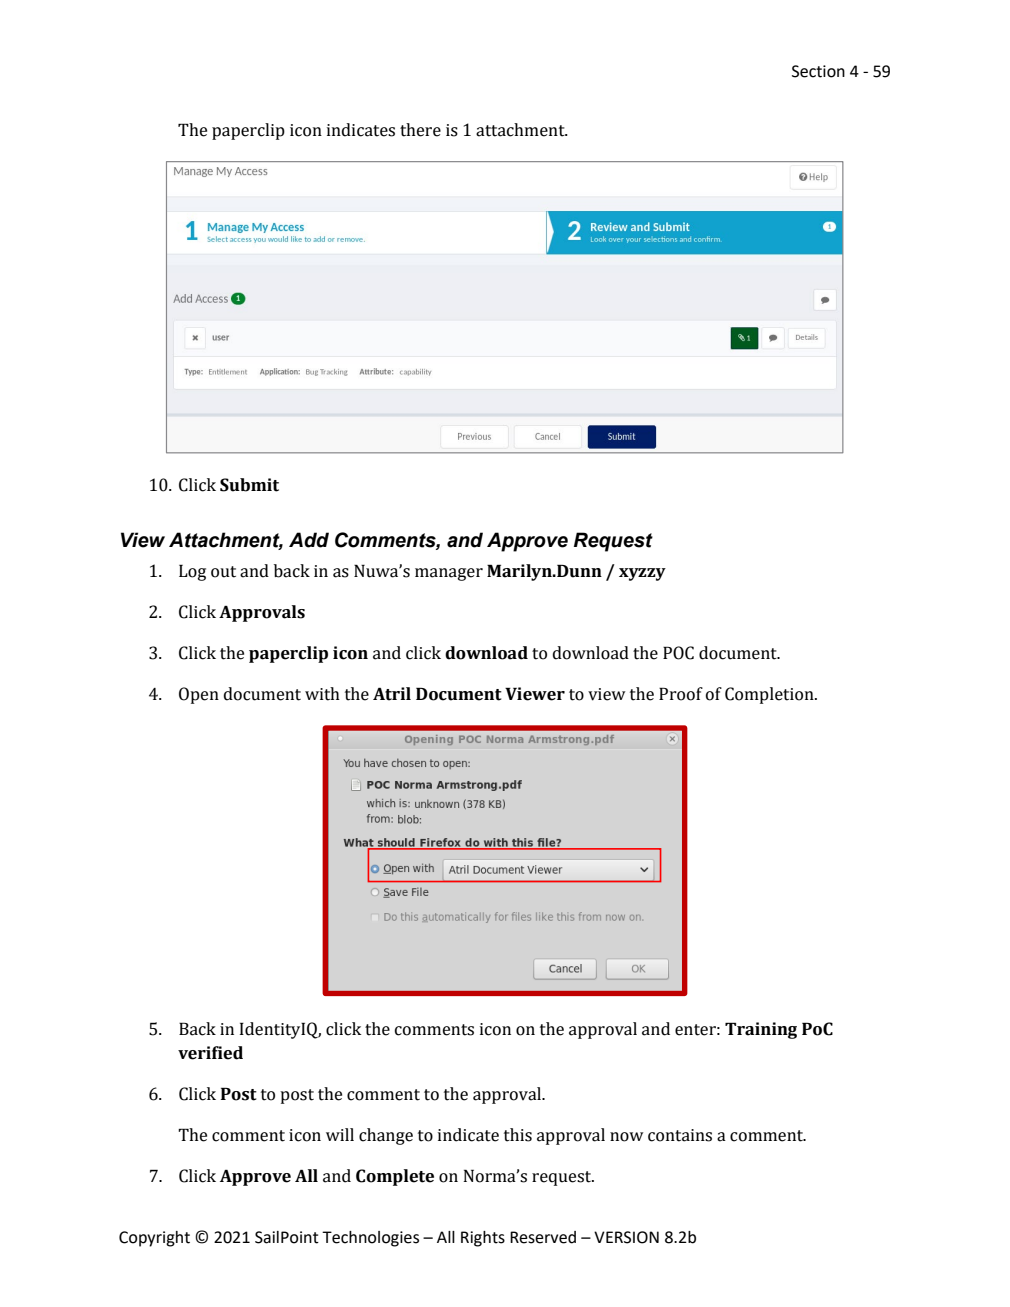 Section 4 - 59
The paperclip icon indicates there is 1 attachment.
Manage My Access
Help
1 Manage My Access
Select access you would like to add or remove.
2 Review and Submit
Look over your selections and confirm.
1
Add Access 1
user
1
Details
Type: Entitlement Application: Bug Tracking Attribute: capability
Previous Cancel Submit
10. Click Submit
View Attachment, Add Comments, and Approve Request
1. Log out and back in as Nuwa’s manager Marilyn.Dunn / xyzzy
2. Click Approvals
3. Click the paperclip icon and click download to download the POC document.
4. Open document with the Atril Document Viewer to view the Proof of Completion.
Opening POC Norma Armstrong.pdf
You have chosen to open:
POC Norma Armstrong.pdf
which is: unknown (378 KB)
from: blob:
What should Firefox do with this file?
Open with Atril Document Viewer
Save File
Do this automatically for files like this from now on.
Cancel OK
5. Back in IdentityIQ, click the comments icon on the approval and enter: Training PoC
verified
6. Click Post to post the comment to the approval.
The comment icon will change to indicate this approval now contains a comment.
7. Click Approve All and Complete on Norma’s request.
Copyright © 2021 SailPoint Technologies – All Rights Reserved – VERSION 8.2b